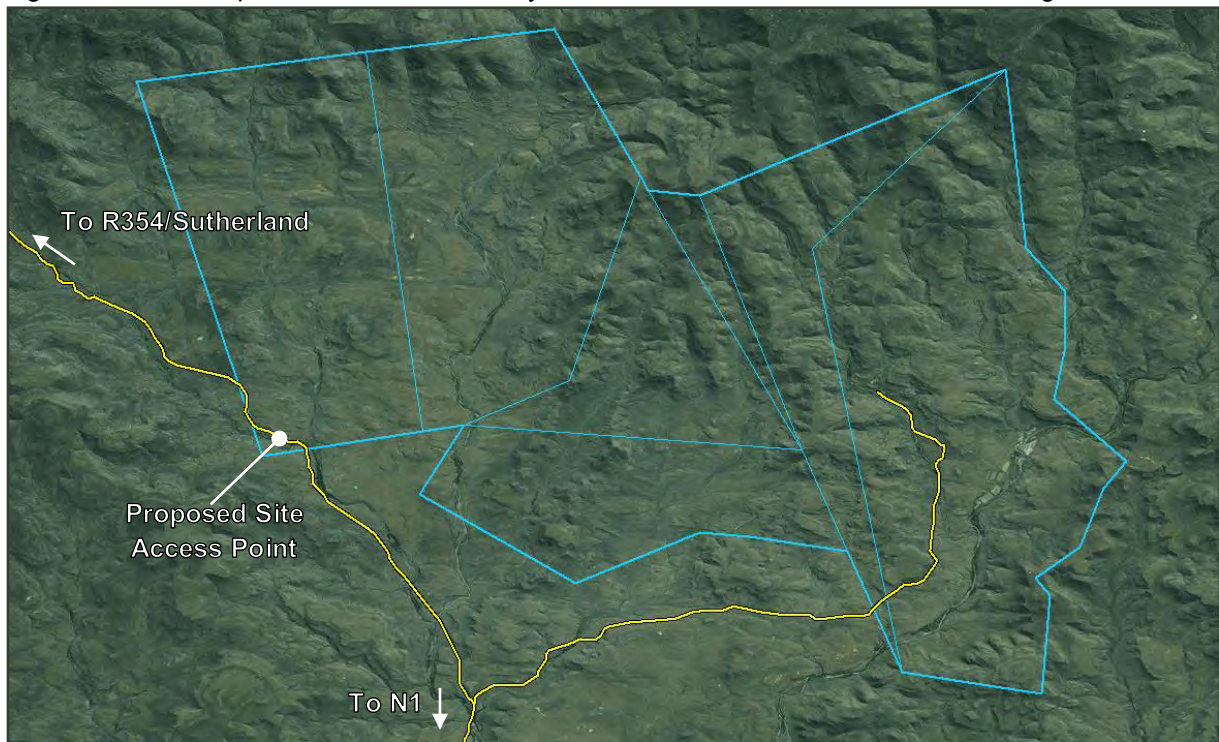 To R354/Sutherland
Proposed Site
Access Point
To N1